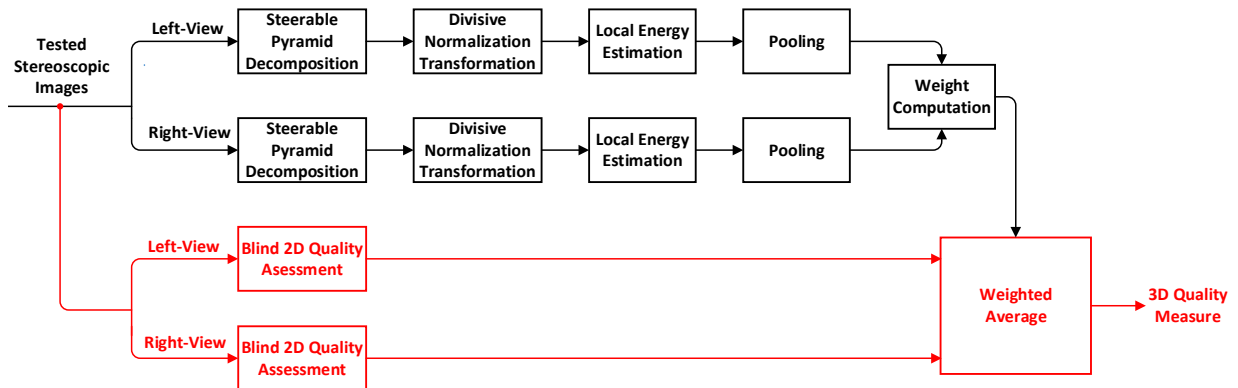 Tested
Stereoscopic
Images
Left-View
Steerable
Pyramid
Decomposition
Divisive
Normalization
Transformation
Local Energy
Estimation
Pooling
Weight
Computation
Right-View
Steerable
Pyramid
Decomposition
Divisive
Normalization
Transformation
Local Energy
Estimation
Pooling
Left-View
Blind 2D Quality
Asessment
Right-View
Blind 2D Quality
Assessment
Weighted
Average
3D Quality
Measure